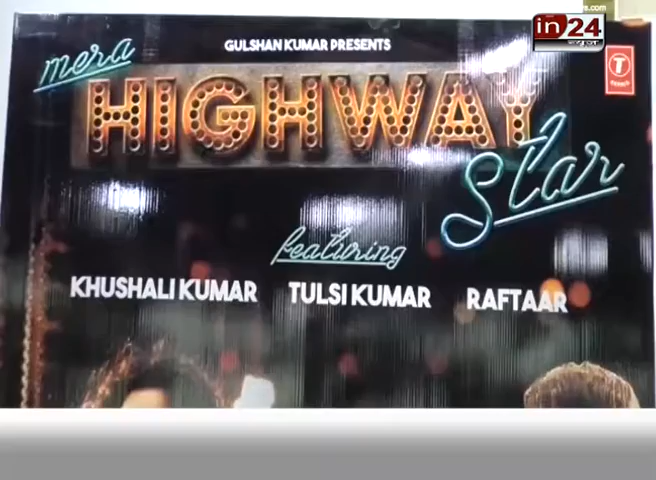 in24
GULSHAN KUMAR PRESENTS
mera
HIGHWAY
Star
T
featuring
KHUSHALI KUMAR TULSI KUMAR RAFTAAR